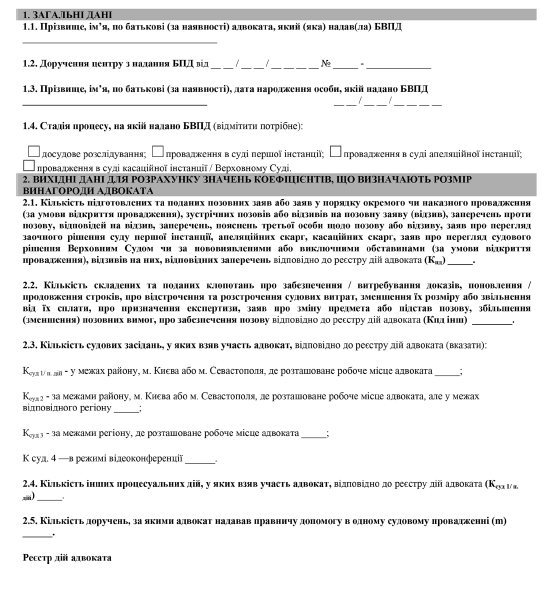 1. ЗАГАЛЬНІ ДАНІ
1.1. Прізвище, ім’я, по батькові (за наявності) адвоката, який (яка) надав(ла) БВПД
_______________________________________
1.2. Доручення центру з надання БПД від __ __ / __ __ / __ __ __ __ № _____ - _____________
1.3. Прізвище, ім’я, по батькові (за наявності), дата народження особи, якій надано БВПД
_____________________________________ __ __ / __ __ / __ __ __ __
1.4. Стадія процесу, на якій надано БВПД (відмітити потрібне):
досудове розслідування; провадження в суді першої інстанції; провадження в суді апеляційної інстанції;
провадження в суді касаційної інстанції / Верховному Суді.
2. ВИХІДНІ ДАНІ ДЛЯ РОЗРАХУНКУ ЗНАЧЕНЬ КОЕФІЦІЄНТІВ, ЩО ВИЗНАЧАЮТЬ РОЗМІР
ВИНАГОРОДИ АДВОКАТА
2.1. Кількість підготовлених та поданих позовних заяв або заяв у порядку окремого чи наказного провадження
(за умови відкриття провадження), зустрічних позовів або відзивів на позовну заяву (відзив), заперечень проти
позову, відповідей на відзив, заперечень, пояснень третьої особи щодо позову або відзиву, заяв про перегляд
заочного рішення суду першої інстанції, апеляційних скарг, касаційних скарг, заяв про перегляд судового
рішення Верховним Судом чи за нововиявленими або виключними обставинами (за умови відкриття
провадження), відзивів на них, відповідних заперечень відповідно до реєстру дій адвоката (Кпд) _____.
2.2. Кількість складених та поданих клопотань про забезпечення / витребування доказів, поновлення /
продовження строків, про відстрочення та розстрочення судових витрат, зменшення їх розміру або звільнення
від їх сплати, про призначення експертизи, заяв про зміну предмета або підстав позову, збільшення
(зменшення) позовних вимог, про забезпечення позову відповідно до реєстру дій адвоката (Кпд інш) ________.
2.3. Кількість судових засідань, у яких взяв участь адвокат, відповідно до реєстру дій адвоката (вказати):
Ксуд 1/ п. дій - у межах району, м. Києва або м. Севастополя, де розташоване робоче місце адвоката _____;
Ксуд 2 - за межами району, м. Києва або м. Севастополя, де розташоване робоче місце адвоката, але у межах
відповідного регіону _____;
Ксуд 3 - за межами регіону, де розташоване робоче місце адвоката _____;
К суд. 4 —в режимі відеоконференції ______.
2.4. Кількість інших процесуальних дій, у яких взяв участь адвокат, відповідно до реєстру дій адвоката (Ксуд 1/ п.
дій) _____.
2.5. Кількість доручень, за якими адвокат надавав правничу допомогу в одному судовому провадженні (m)
______.
Реєстр дій адвоката